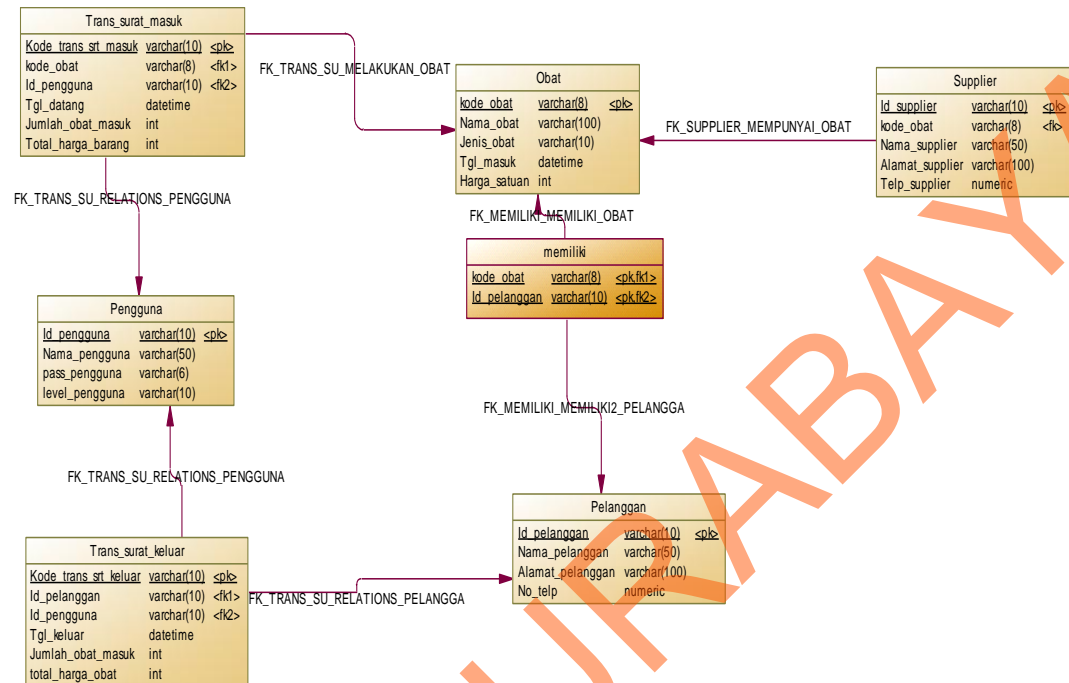 Trans_surat_masuk
Kode_trans_srt_masuk varchar(10) <pk>
kode_obat varchar(8) <fk1>
Id_pengguna varchar(10) <fk2>
Tgl_datang datetime
Jumlah_obat_masuk int
Total_harga_barang int
FK_TRANS_SU_MELAKUKAN_OBAT
Obat
kode_obat varchar(8) <pk>
Nama_obat varchar(100)
Jenis_obat varchar(10)
Tgl_masuk datetime
Harga_satuan int
FK_SUPPLIER_MEMPUNYAI_OBAT
Supplier
Id_supplier varchar(10) <pk>
kode_obat varchar(8) <fk>
Nama_supplier varchar(50)
Alamat_supplier varchar(100)
Telp_supplier numeric
FK_TRANS_SU_RELATIONS_PENGGUNA
FK_MEMILIKI_MEMILIKI_OBAT
memiliki
kode_obat varchar(8) <pk,fk1>
Id_pelanggan varchar(10) <pk,fk2>
Pengguna
Id_pengguna varchar(10) <pk>
Nama_pengguna varchar(50)
pass_pengguna varchar(6)
level_pengguna varchar(10)
FK_MEMILIKI_MEMILIKI2_PELANGGA
FK_TRANS_SU_RELATIONS_PENGGUNA
Pelanggan
Id_pelanggan varchar(10) <pk>
Nama_pelanggan varchar(50)
Alamat_pelanggan varchar(100)
No_telp numeric
Trans_surat_keluar
Kode_trans_srt_keluar varchar(10) <pk>
Id_pelanggan varchar(10) <fk1>
Id_pengguna varchar(10) <fk2>
Tgl_keluar datetime
Jumlah_obat_masuk int
total_harga_obat int
FK_TRANS_SU_RELATIONS_PELANGGA
URABAY